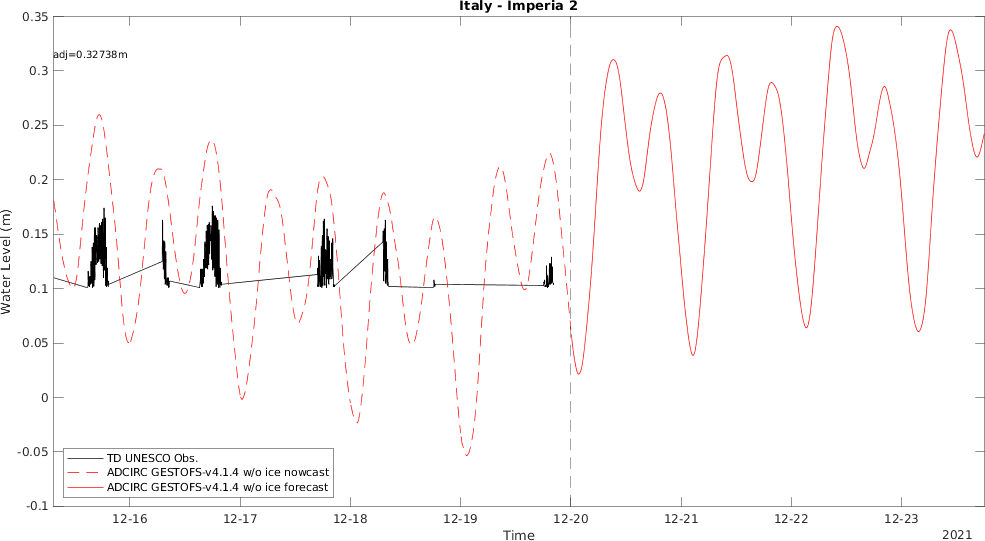 Italy - Imperia 2
adj=0.32738m
0.35
0.3
0.25
0.2
0.15
0.1
0.05
0
-0.05
-0.1
Water Level (m)
TD UNESCO Obs.
ADCIRC GESTOFS-v4.1.4 w/o ice nowcast
ADCIRC GESTOFS-v4.1.4 w/o ice forecast
12-16 12-17 12-18 12-19 12-20 12-21 12-22 12-23
Time
2021